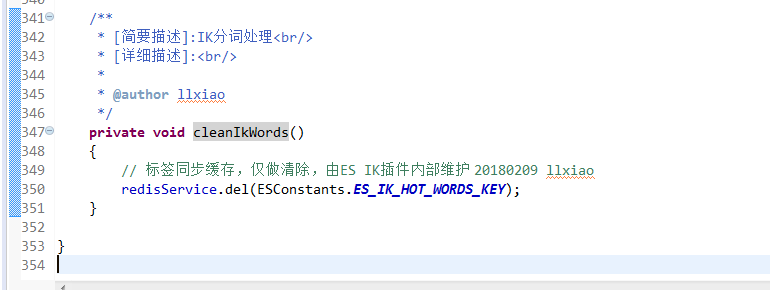 341 /**
342 * [简要描述]:IK分词处理<br/>
343 * [详细描述]:<br/>
344 *
345 * @author llxiao
346 */
347 private void cleanIkWords()
348 {
349 // 标签同步缓存，仅做清除，由ES IK插件内部维护 20180209 llxiao
350 redisService.del(ESConstants.ES_IK_HOT_WORDS_KEY);
351 }
352
353 }
354